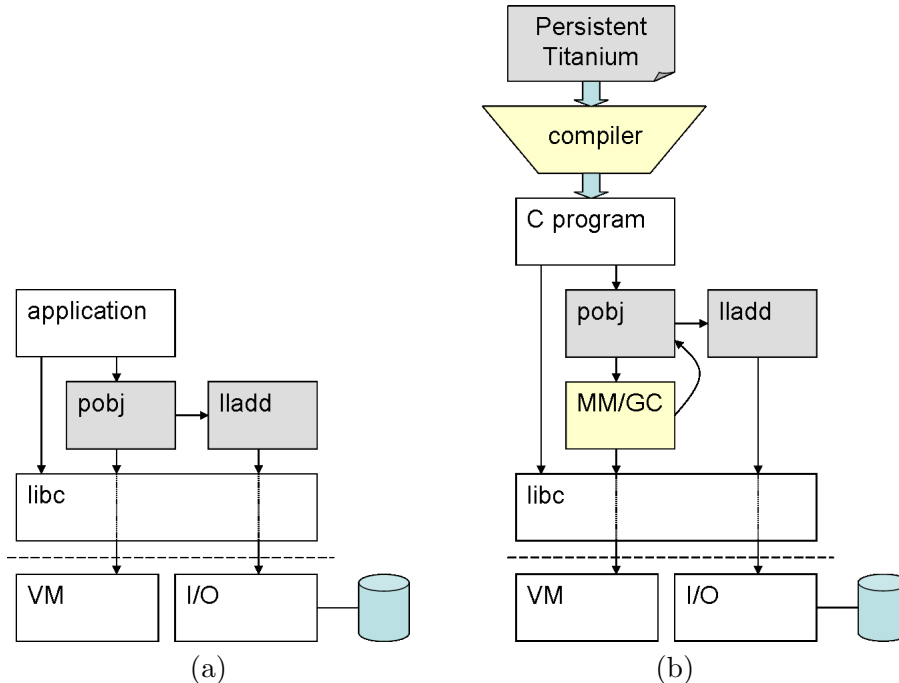 Persistent
Titanium
compiler
C program
application
pobj
lladd
pobj
lladd
MM/GC
libc
libc
VM
I/O
VM
I/O
(a)
(b)